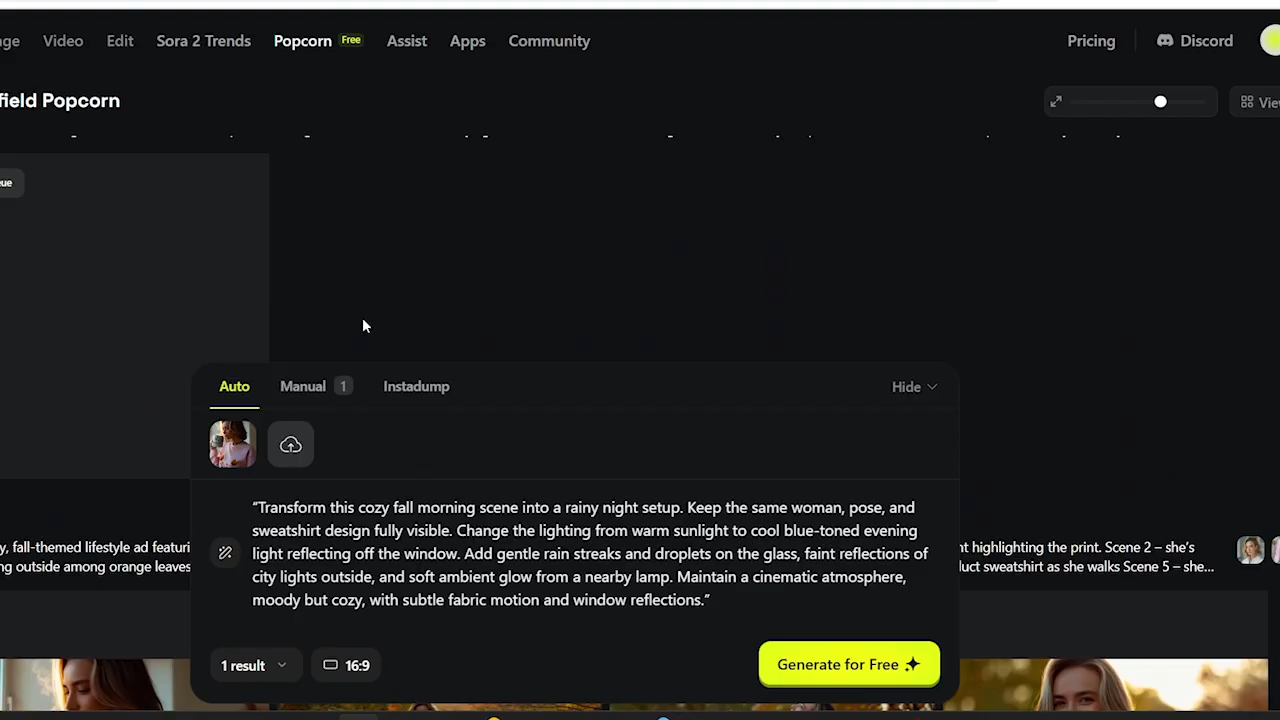 ge Video Edit Sora 2 Trends Popcorn Free Assist Apps Community Pricing Discord
field Popcorn
Vie
ue
Auto Manual 1 Instadump Hide
“Transform this cozy fall morning scene into a rainy night setup. Keep the same woman, pose, and
sweatshirt design fully visible. Change the lighting from warm sunlight to cool blue-toned evening
light reflecting off the window. Add gentle rain streaks and droplets on the glass, faint reflections of
city lights outside, and soft ambient glow from a nearby lamp. Maintain a cinematic atmosphere,
moody but cozy, with subtle fabric motion and window reflections.”
y, fall-themed lifestyle ad featuri
ng outside among orange leaves
nt highlighting the print. Scene 2 – she’s
duct sweatshirt as she walks Scene 5 – she...
1 result 16:9 Generate for Free